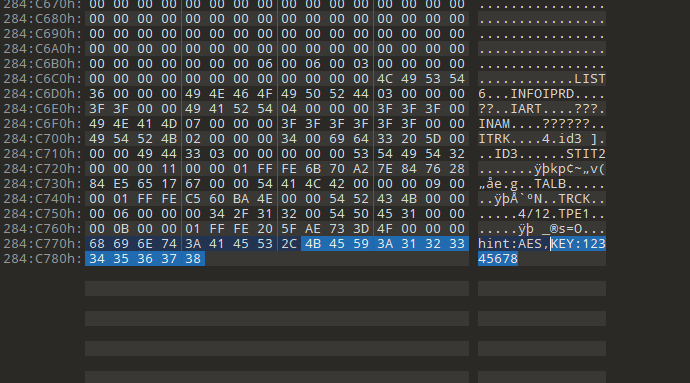 284:C670h: 00 00 00 00 00 00 00 00 00 00 00 00 00 00 00 00 ................
284:C680h: 00 00 00 00 00 00 00 00 00 00 00 00 00 00 00 00 ................
284:C690h: 00 00 00 00 00 00 00 00 00 00 00 00 00 00 00 00 ................
284:C6A0h: 00 00 00 00 00 00 00 00 00 00 00 00 00 00 00 00 ................
284:C6B0h: 00 00 00 00 00 00 00 06 00 06 00 03 00 00 00 00 ................
284:C6C0h: 00 00 00 00 00 00 00 00 00 00 00 00 4C 49 53 54 ............LIST
284:C6D0h: 36 00 00 00 49 4E 46 4F 49 50 52 44 03 00 00 00 6...INFOIPRD....
284:C6E0h: 3F 3F 00 00 49 41 52 54 04 00 00 00 3F 3F 3F 00 ??..IART....???.
284:C6F0h: 49 4E 41 4D 07 00 00 00 3F 3F 3F 3F 3F 3F 00 00 INAM....??????..
284:C700h: 49 54 52 4B 02 00 00 00 34 00 69 64 33 20 5D 00 ITRK....4.id3 ].
284:C710h: 00 00 49 44 33 03 00 00 00 00 00 53 54 49 54 32 ..ID3......STIT2
284:C720h: 00 00 00 11 00 00 01 FF FE 6B 70 A2 7E 84 76 28 .......ÿþkp¢~„v(
284:C730h: 84 E5 65 17 67 00 00 54 41 4C 42 00 00 00 09 00 „åe.g..TALB.....
284:C740h: 00 01 FF FE C5 60 BA 4E 00 00 54 52 43 4B 00 00 ..ÿþÅ`ºN..TRCK..
284:C750h: 00 05 00 00 00 34 2F 31 32 00 54 50 45 31 00 00 .....4/12.TPE1..
284:C760h: 00 0B 00 00 01 FF FE 20 5F AE 73 3D 4F 00 00 00 .....ÿþ _®s=O...
284:C770h: 68 69 6E 74 3A 41 45 53 2C 4B 45 59 3A 31 32 33 hint:AES,KEY:123
284:C780h: 34 35 36 37 38 45678